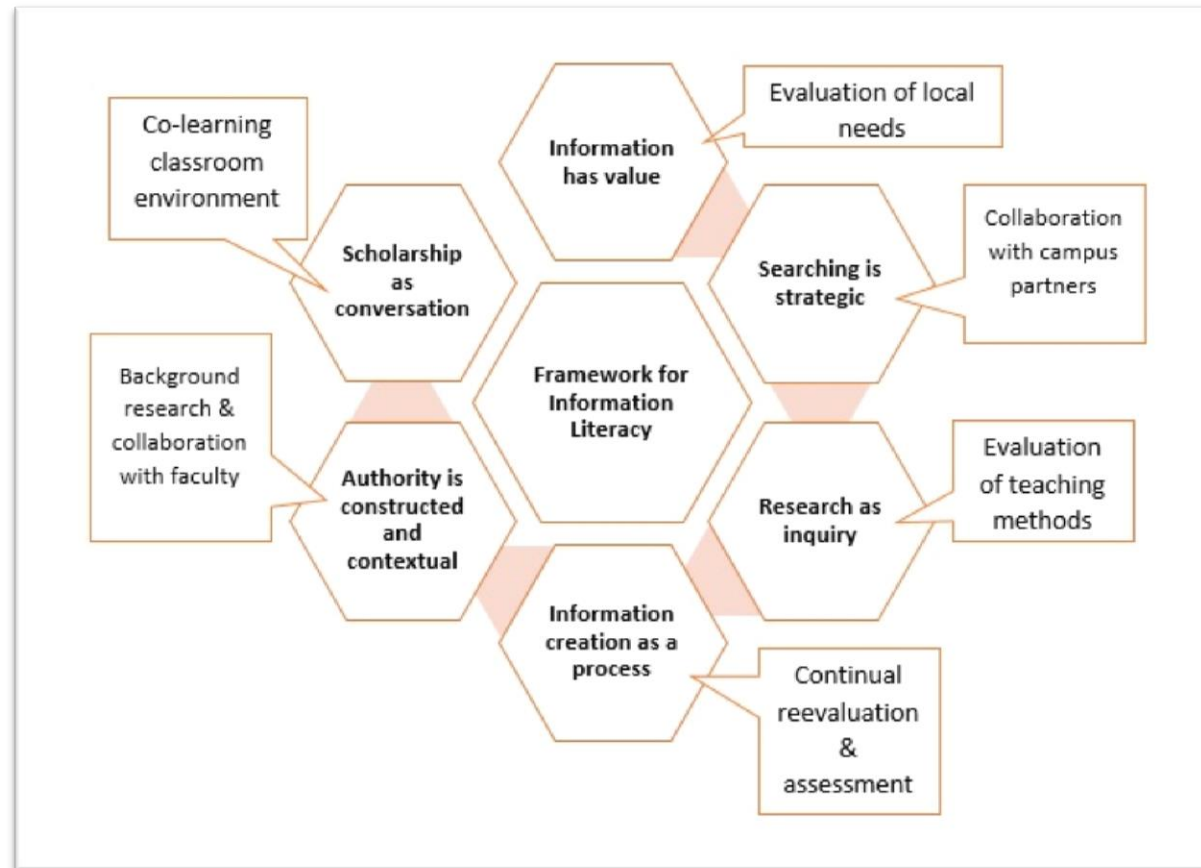 Information
has value
Evaluation of local
needs
Searching is
strategic
Collaboration
with campus
partners
Research as
inquiry
Evaluation
of teaching
methods
Information
creation as a
process
Continual
reevaluation
&
assessment
Authority is
constructed
and
contextual
Background
research &
collaboration
with faculty
Scholarship
as
conversation
Co-learning
classroom
environment
Framework for
Information
Literacy